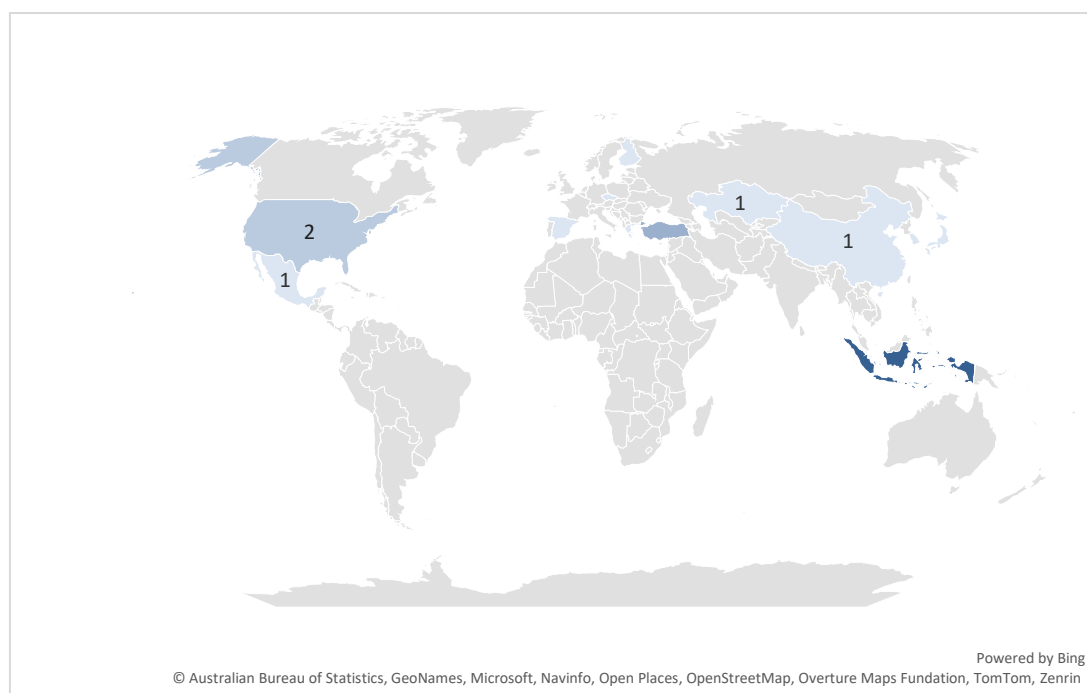 1
2
1
1
Powered by Bing
© Australian Bureau of Statistics, GeoNames, Microsoft, Navinfo, Open Places, OpenStreetMap, Overture Maps Fundation, TomTom, Zenrin